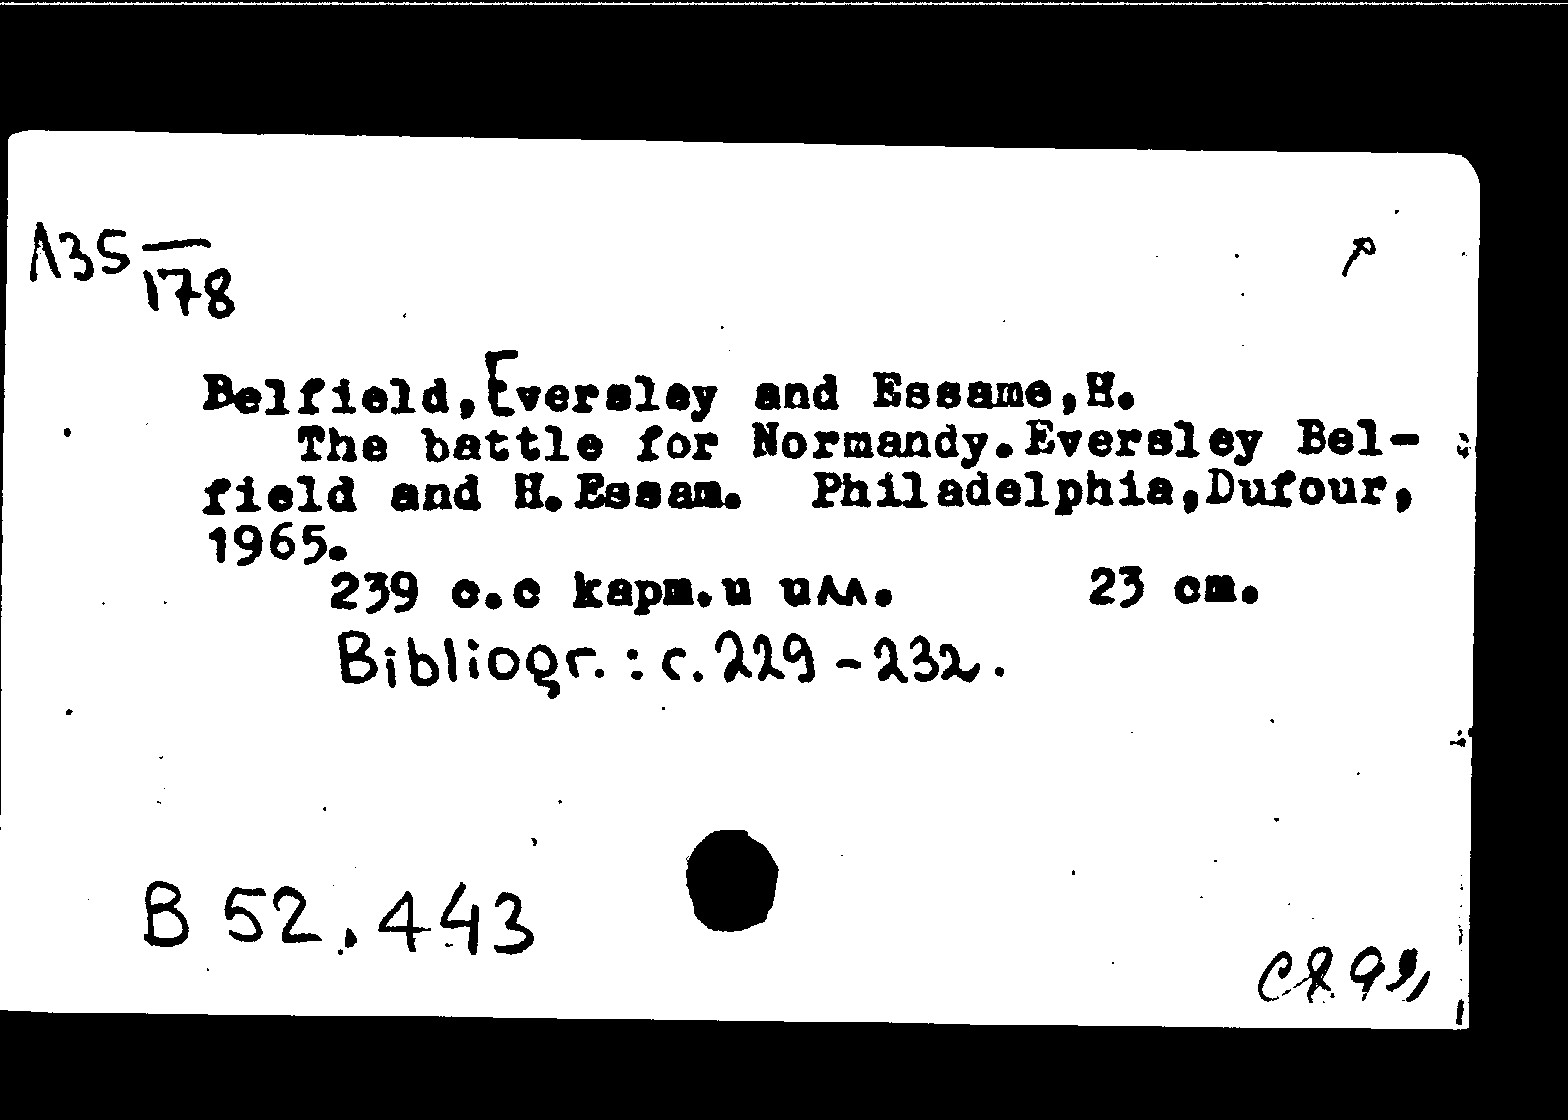 Л35 178
Belfield, Eversley and Essame, H.
The battle for Normandy. Eversley Bel-
field and H. Essam. Philadelphia, Dufour,
1965.
239 с. с карт. и илл. 23 cm.
Bibliogr. : с. 229 - 232.
B 52.443